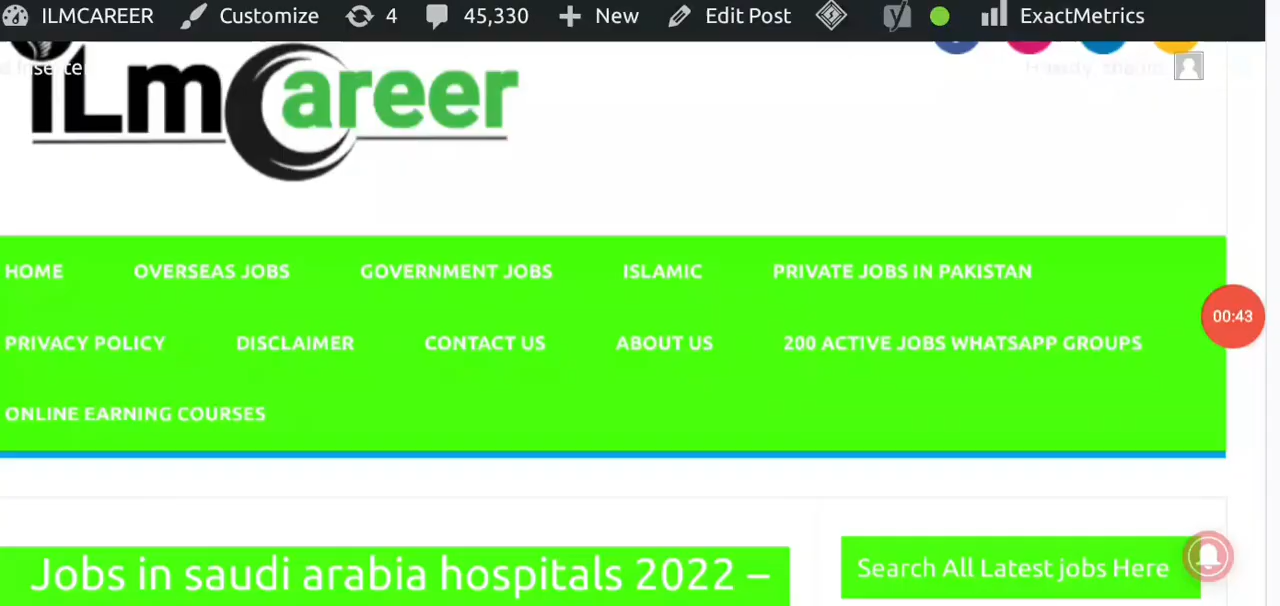 ILMCAREER Customize 4 45,330 New Edit Post ExactMetrics
iLmCareer
HOME OVERSEAS JOBS GOVERNMENT JOBS ISLAMIC PRIVATE JOBS IN PAKISTAN
00:43
PRIVACY POLICY DISCLAIMER CONTACT US ABOUT US 200 ACTIVE JOBS WHATSAPP GROUPS
ONLINE EARNING COURSES
Jobs in saudi arabia hospitals 2022 –
Search All Latest jobs Here